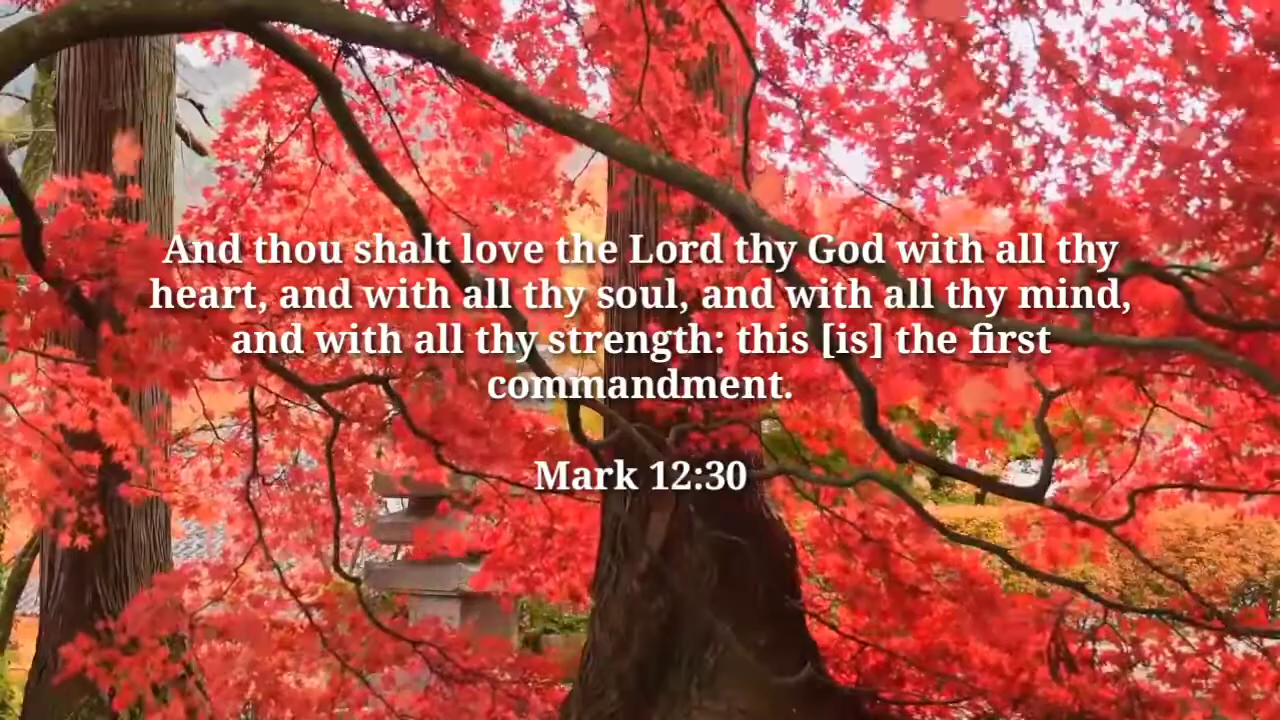 And thou shalt love the Lord thy God with all thy
heart, and with all thy soul, and with all thy mind,
and with all thy strength: this [is] the first
commandment.
Mark 12:30